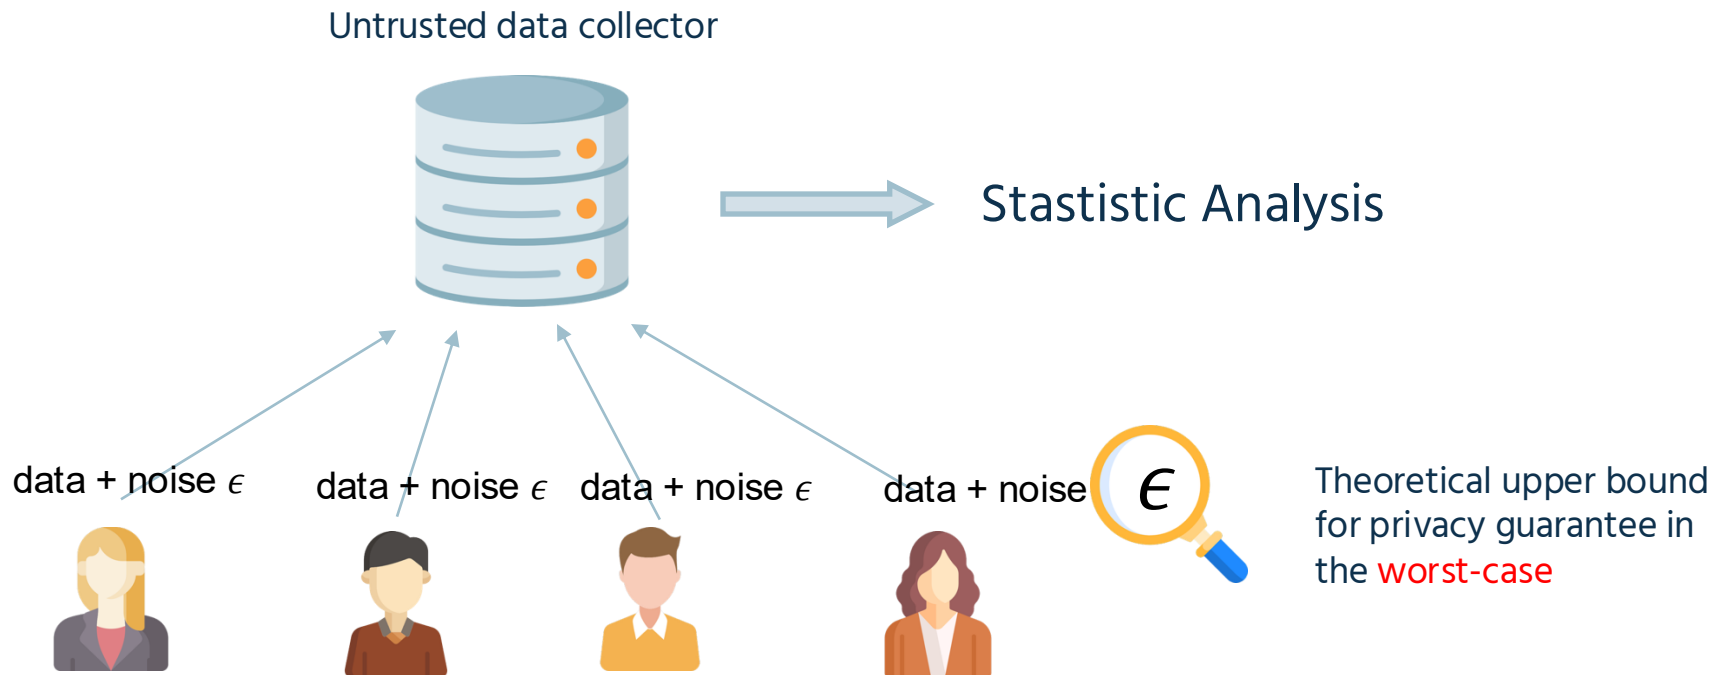 Untrusted data collector
Stastistic Analysis
data + noise ϵ
data + noise ϵ
data + noise ϵ
data + noise ϵ
Theoretical upper bound
for privacy guarantee in
the worst-case